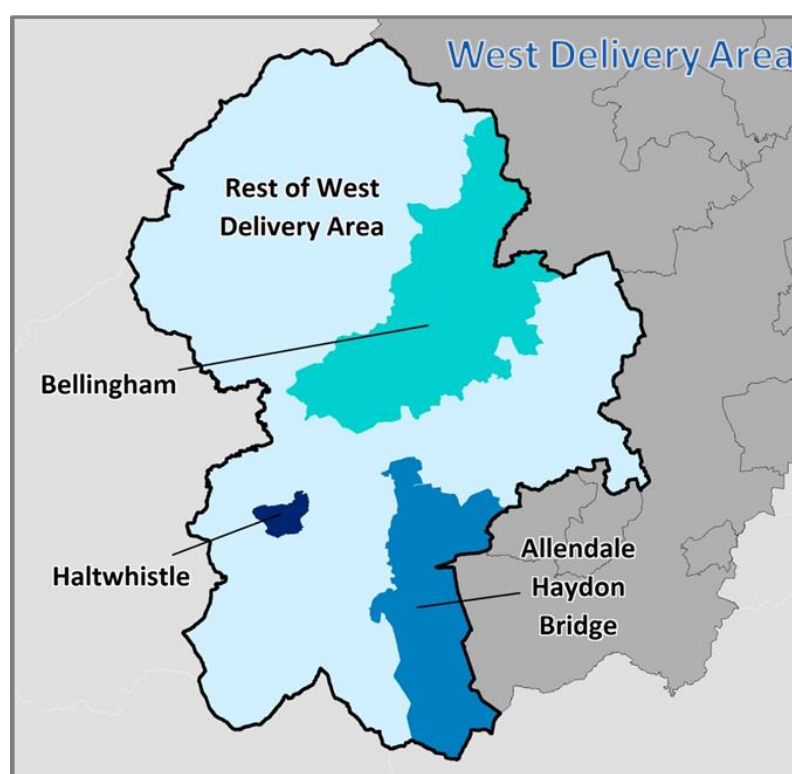 West Delivery Area
Rest of West
Delivery Area
Bellingham
Haltwhistle
Allendale
Haydon
Bridge